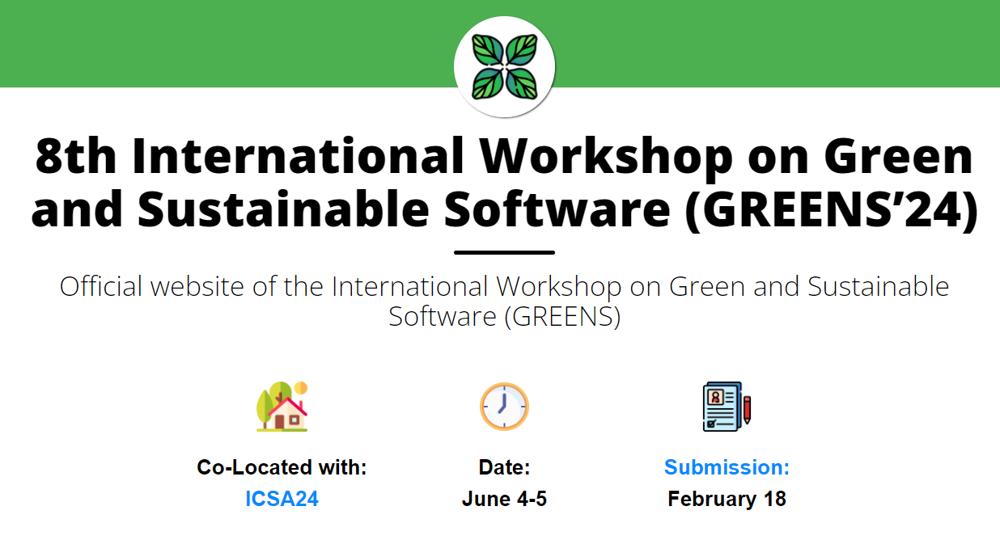 8th International Workshop on Green
and Sustainable Software (GREENS’24)
Official website of the International Workshop on Green and Sustainable
Software (GREENS)
Co-Located with:
ICSA24
Date:
June 4-5
Submission:
February 18